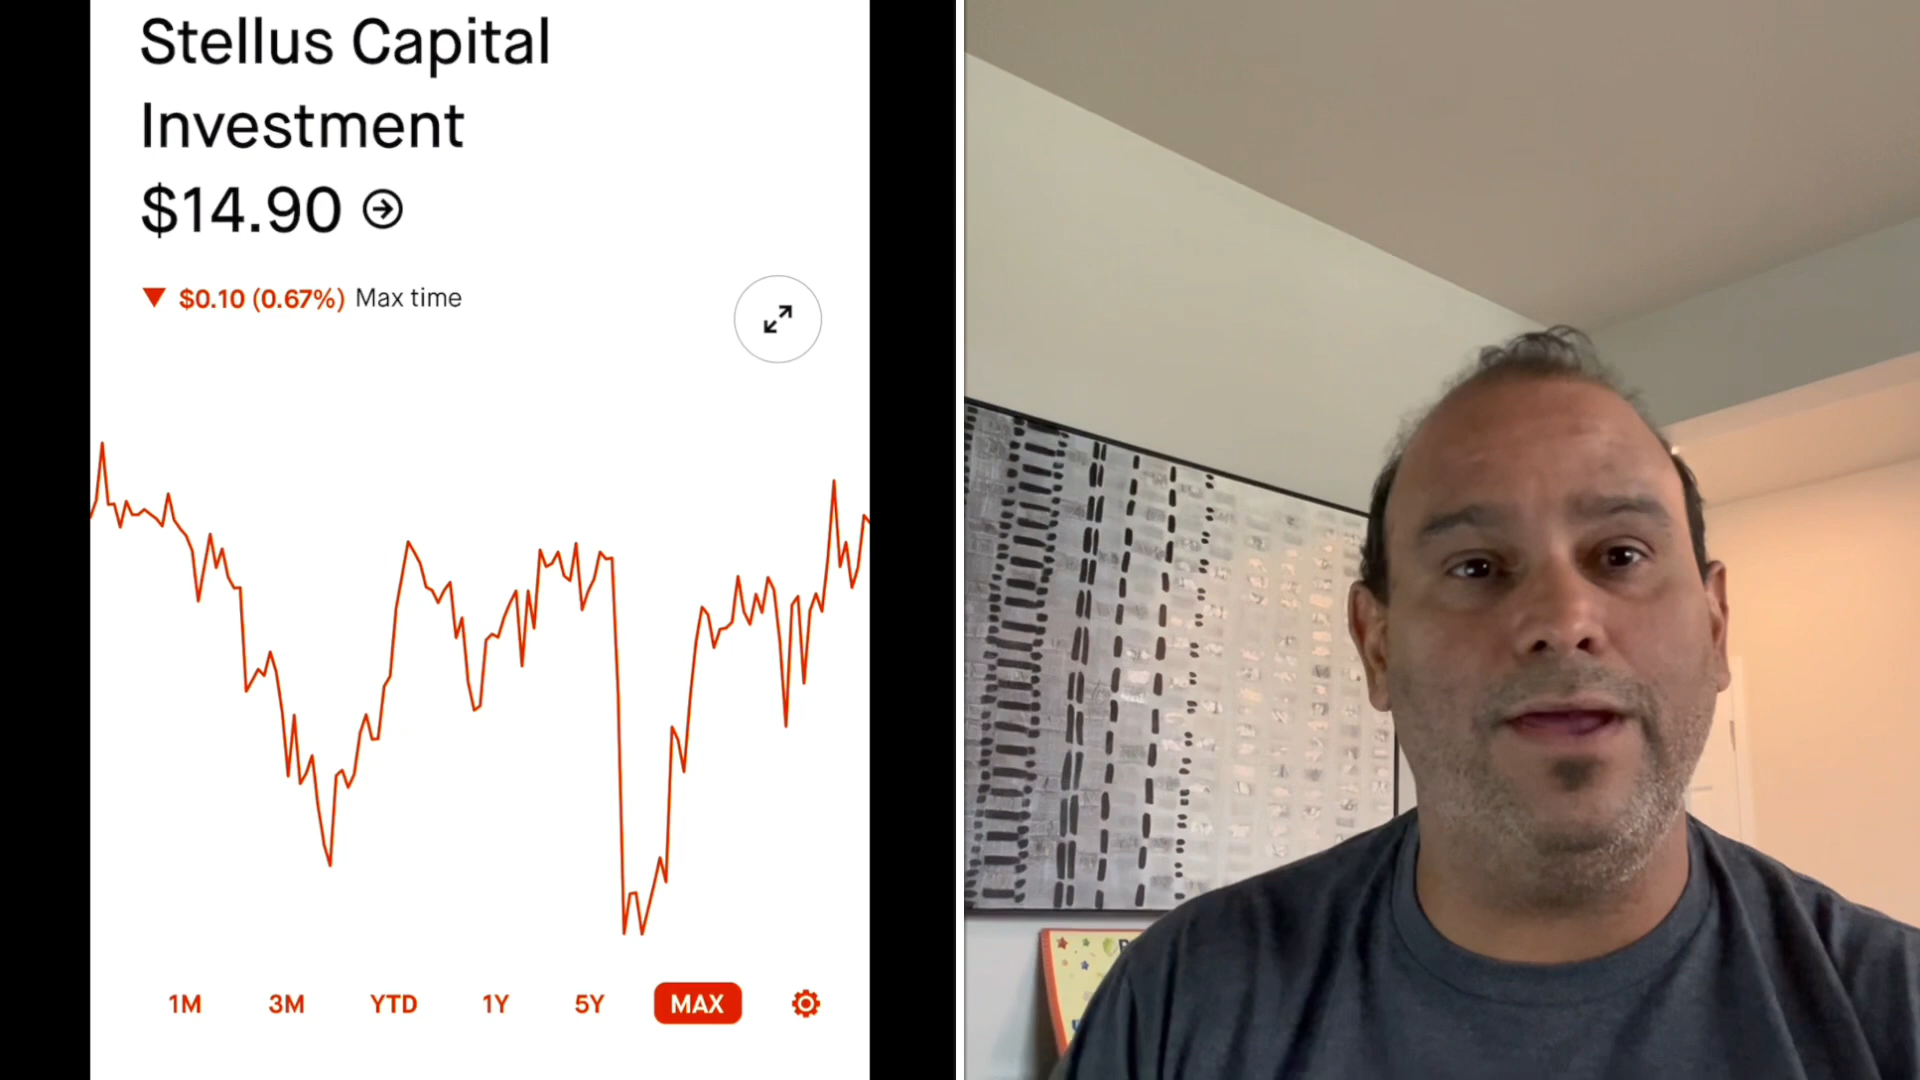 Stellus Capital
Investment
$14.90
$0.10 (0.67%) Max time
1M 3M YTD 1Y 5Y MAX